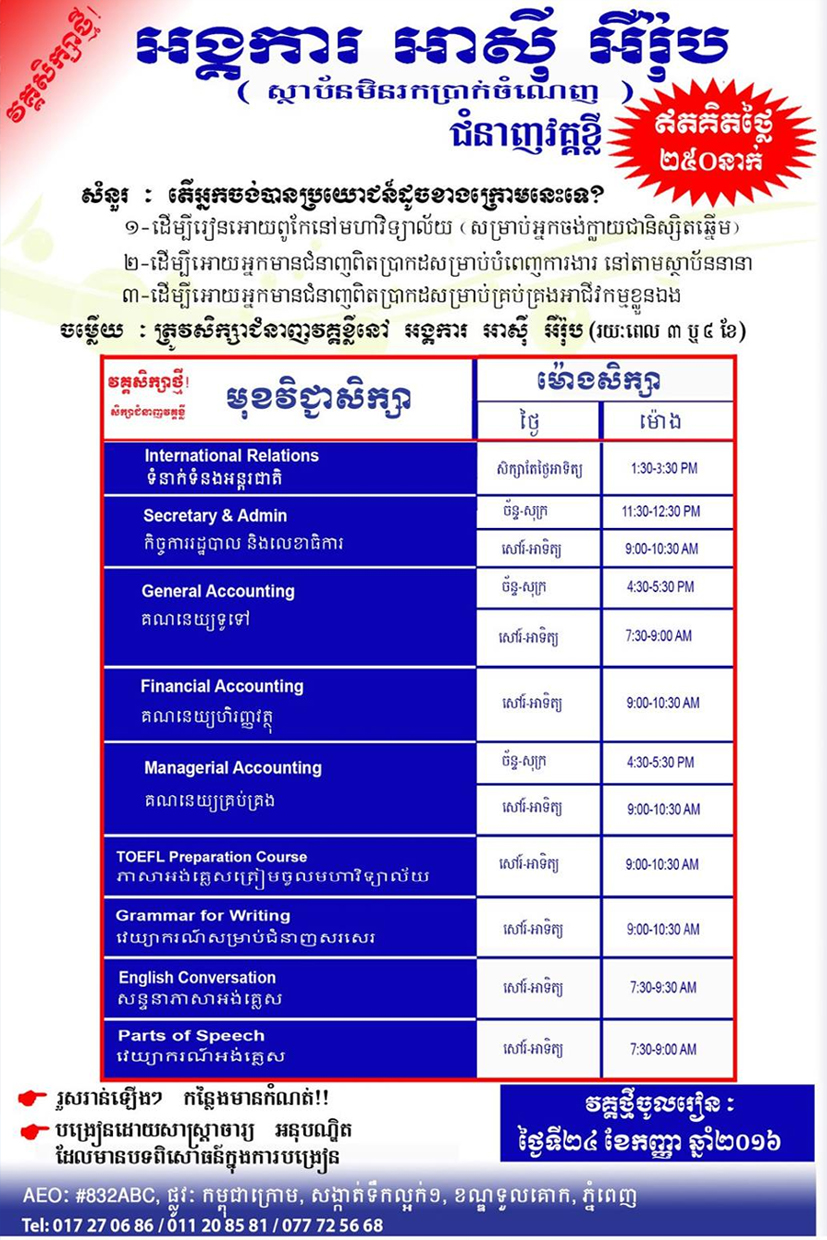 វគ្គសិក្សាថ្មី!
អង្គការ អាស៊ី អឺរ៉ុប
( ស្ថាប័នមិនរកប្រាក់ចំណេញ )
ជំនាញវគ្គខ្លី
ឥតគិតថ្លៃ
២៥០នាក់
សំនួរ : តើអ្នកចង់បានប្រយោជន៍ដូចខាងក្រោមនេះទេ?
១-ដើម្បីរៀនអោយពូកែនៅមហាវិទ្យាល័យ (សម្រាប់អ្នកចង់ក្លាយជានិស្សិតឆ្នើម)
២-ដើម្បីអោយអ្នកមានជំនាញពិតប្រាកដសម្រាប់បំពេញការងារ នៅតាមស្ថាប័ននានា
៣-ដើម្បីអោយអ្នកមានជំនាញពិតប្រាកដសម្រាប់គ្រប់គ្រងអាជីវកម្មខ្លួនឯង
ចម្លើយ : ត្រូវសិក្សាជំនាញវគ្គខ្លីនៅ អង្គការ អាស៊ី អឺរ៉ុប (រយៈពេល ៣ ឬ ៤ ខែ)
វគ្គសិក្សាថ្មី!
សិក្សាជំនាញវគ្គខ្លី
មុខវិជ្ជាសិក្សា
ម៉ោងសិក្សា
ថ្ងៃ
ម៉ោង
International Relations
ទំនាក់ទំនងអន្តរជាតិ
សិក្សាតែថ្ងៃអាទិត្យ
1:30-3:30 PM
Secretary & Admin
កិច្ចការរដ្ឋបាល និងលេខាធិការ
ច័ន្ទ-សុក្រ
11:30-12:30 PM
សៅរ៍-អាទិត្យ
9:00-10:30 AM
General Accounting
គណនេយ្យទូទៅ
ច័ន្ទ-សុក្រ
4:30-5:30 PM
សៅរ៍-អាទិត្យ
7:30-9:00 AM
Financial Accounting
គណនេយ្យហិរញ្ញវត្ថុ
សៅរ៍-អាទិត្យ
9:00-10:30 AM
Managerial Accounting
គណនេយ្យគ្រប់គ្រង
ច័ន្ទ-សុក្រ
4:30-5:30 PM
សៅរ៍-អាទិត្យ
9:00-10:30 AM
TOEFL Preparation Course
ភាសាអង់គ្លេសត្រៀមចូលមហាវិទ្យាល័យ
សៅរ៍-អាទិត្យ
9:00-10:30 AM
Grammar for Writing
វេយ្យាករណ៍សម្រាប់ជំនាញសរសេរ
សៅរ៍-អាទិត្យ
9:00-10:30 AM
English Conversation
សន្ទនាភាសាអង់គ្លេស
សៅរ៍-អាទិត្យ
7:30-9:30 AM
Parts of Speech
វេយ្យាករណ៍អង់គ្លេស
សៅរ៍-អាទិត្យ
7:30-9:00 AM
រួសរាន់ឡើងៗ កន្លែងមានកំណត់!!
បង្រៀនដោយសាស្ត្រាចារ្យ អនុបណ្ឌិត
ដែលមានបទពិសោធន៍ក្នុងការបង្រៀន
វគ្គថ្មីចូលរៀន :
ថ្ងៃទី២៤ ខែកញ្ញា ឆ្នាំ២០១៦
AEO: #832ABC, ផ្លូវ: កម្ពុជាក្រោម, សង្កាត់ទឹកល្អក់១, ខណ្ឌទួលគោក, ភ្នំពេញ
Tel: 017 27 06 86 / 011 20 85 81 / 077 72 56 68